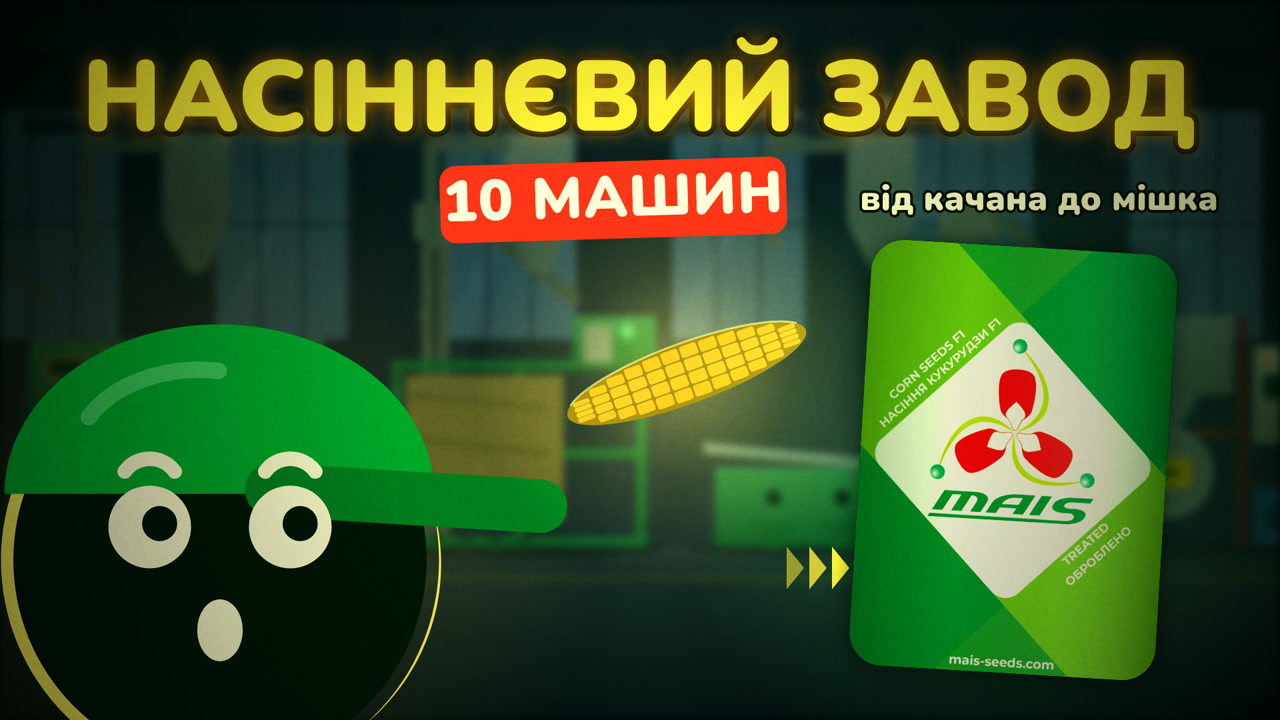 НАСІННЄВИЙ ЗАВОД
10 МАШИН
від качана до мішка
CORN SEEDS F1
НАСІННЯ КУКУРУДЗИ F1
MAIS
TREATED
ОБРОБЛЕНО
mais-seeds.com